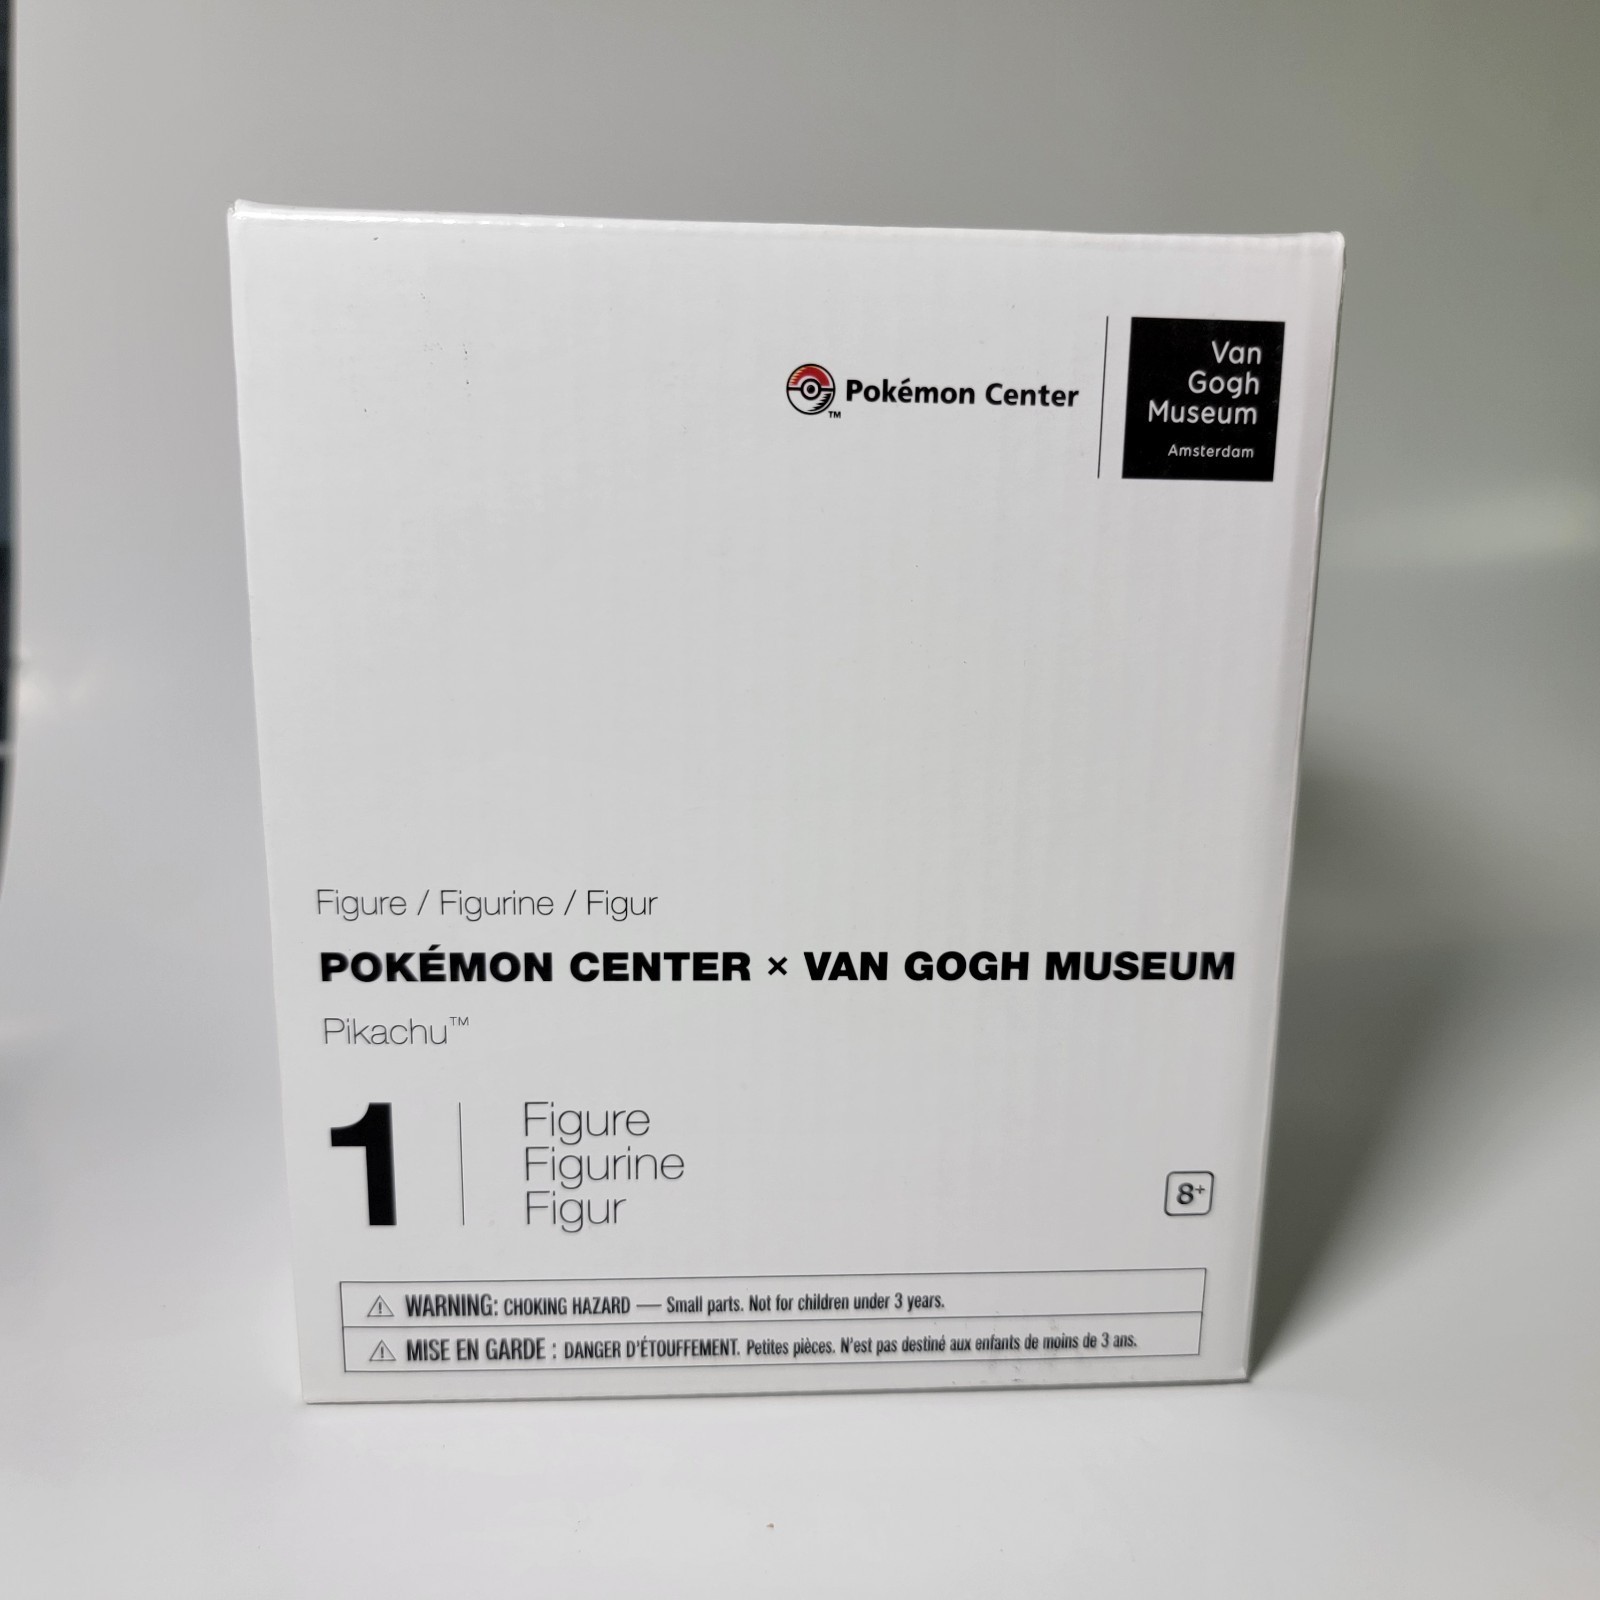 Pokémon Center
TM
Van
Gogh
Museum
Amsterdam
Figure / Figurine / Figur
POKÉMON CENTER × VAN GOGH MUSEUM
Pikachu™
1
Figure
Figurine
Figur
8+
⚠ WARNING: CHOKING HAZARD — Small parts. Not for children under 3 years.
⚠ MISE EN GARDE : DANGER D'ÉTOUFFEMENT. Petites pièces. N'est pas destiné aux enfants de moins de 3 ans.